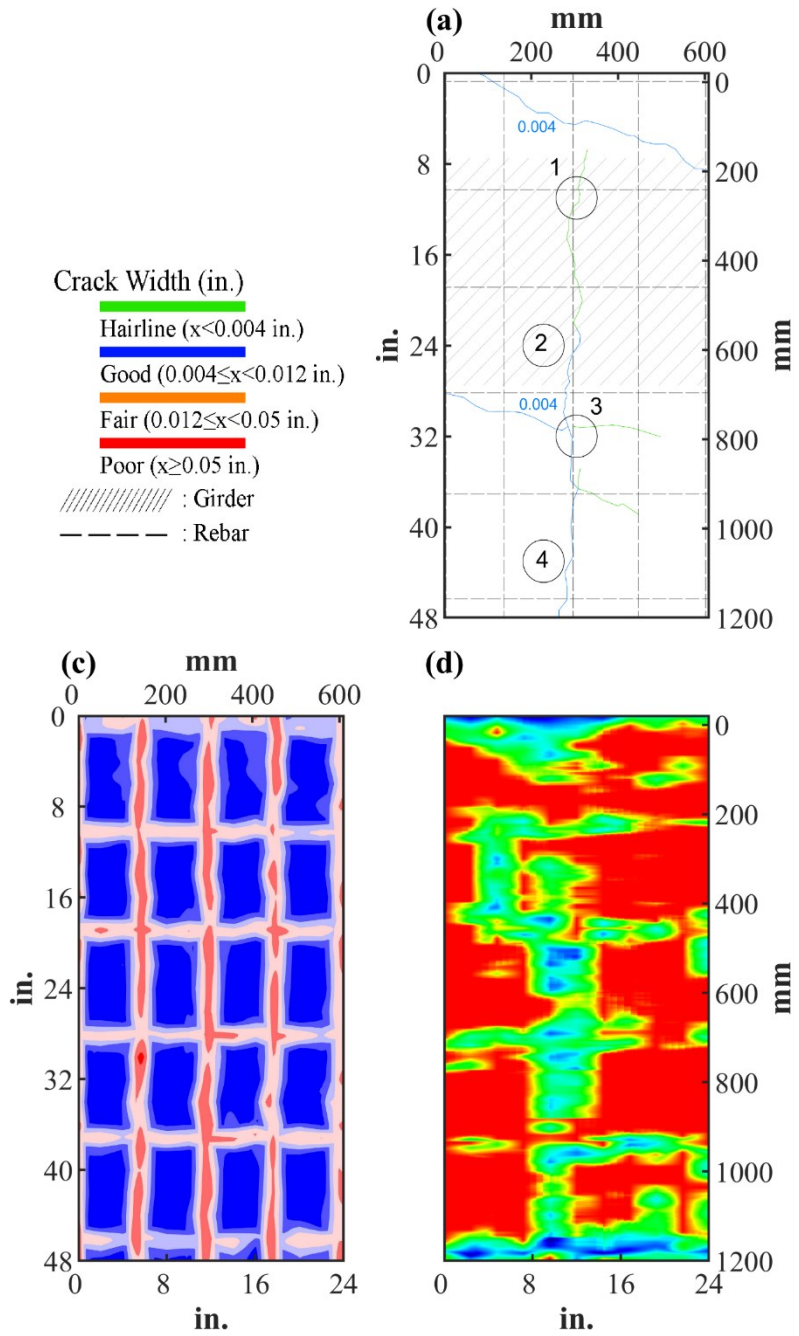 (a)
mm
0 200 400 600
0
8
16
24
32
40
48
in.
0
200
400
600
800
1000
1200
mm
0.004
1
2
0.004
3
4
Crack Width (in.)
Hairline (x<0.004 in.)
Good (0.004≤x<0.012 in.)
Fair (0.012≤x<0.05 in.)
Poor (x≥0.05 in.)
: Girder
: Rebar
(c)
mm
0 200 400 600
0
8
16
24
32
40
48
in.
0 8 16 24
in.
(d)
0
200
400
600
800
1000
1200
mm
0 8 16 24
in.